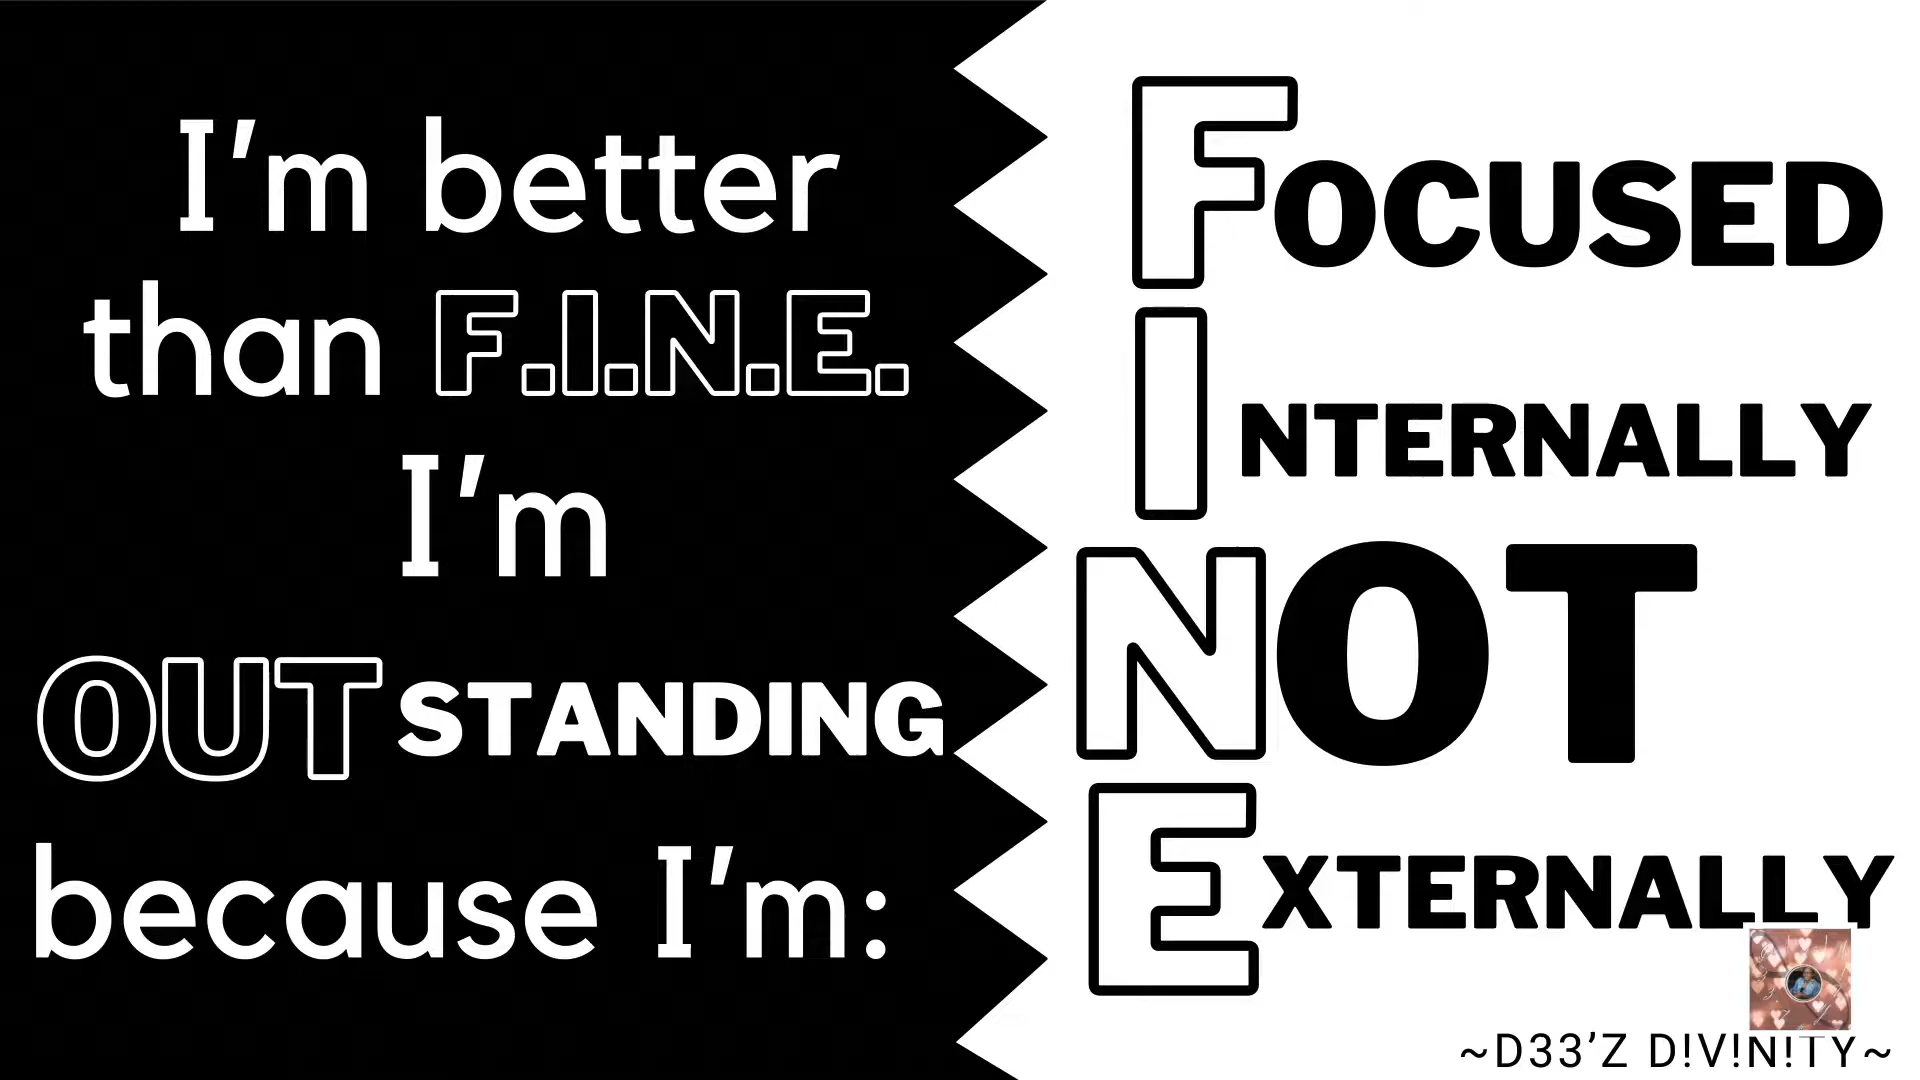 I'm better
than F.I.N.E.
I'm
OUTSTANDING
because I'm:
FOCUSED
INTERNALLY
NOT
EXTERNALLY
~D33'Z D!V!N!TY~